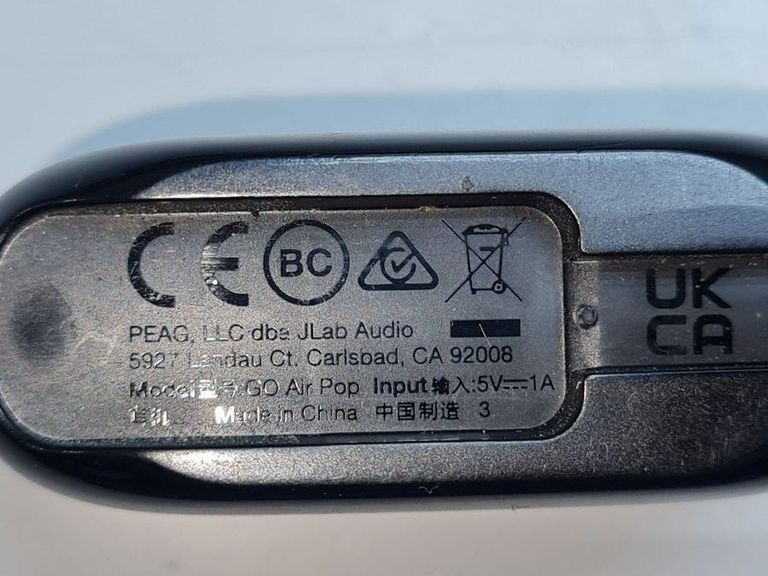 CE BC
UK
CA
PEAG, LLC dba JLab Audio
5927 Landau Ct. Carlsbad, CA 92008
Model型号:GO Air Pop Input输入:5V⎓1A
耳机 Made in China 中国制造 3